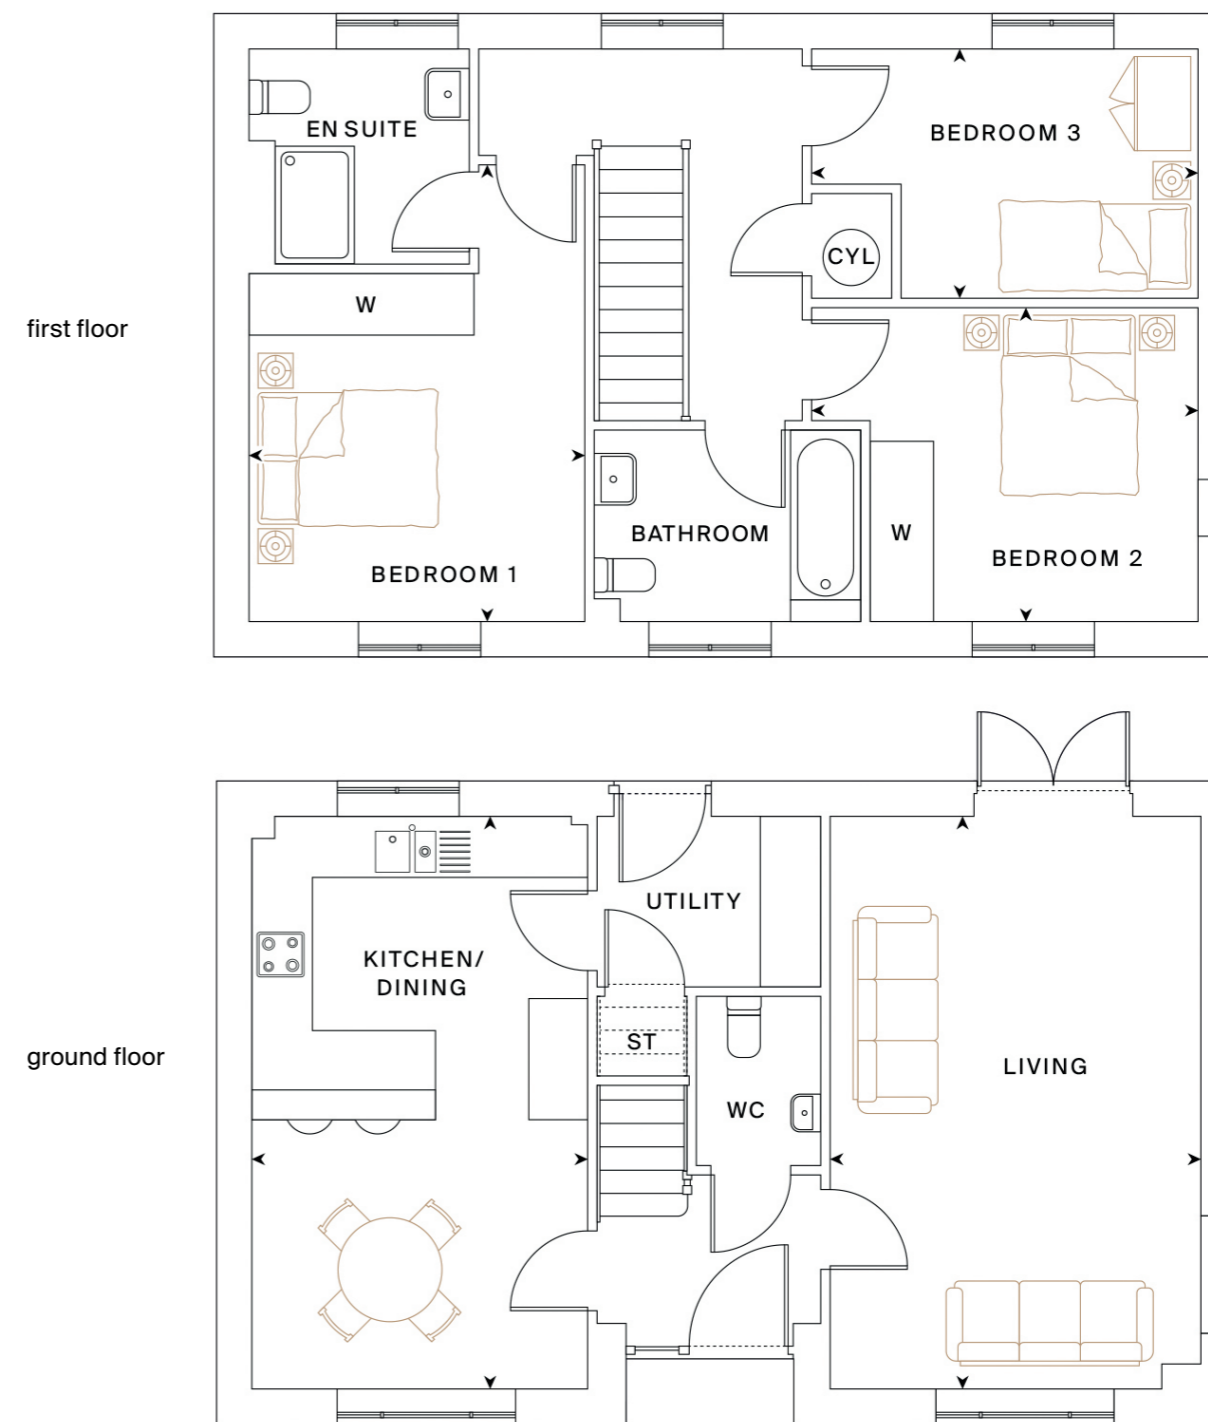 EN SUITE
BEDROOM 3
CYL
W
first floor
W
BATHROOM
BEDROOM 2
BEDROOM 1
UTILITY
KITCHEN/
DINING
ST
ground floor
LIVING
WC